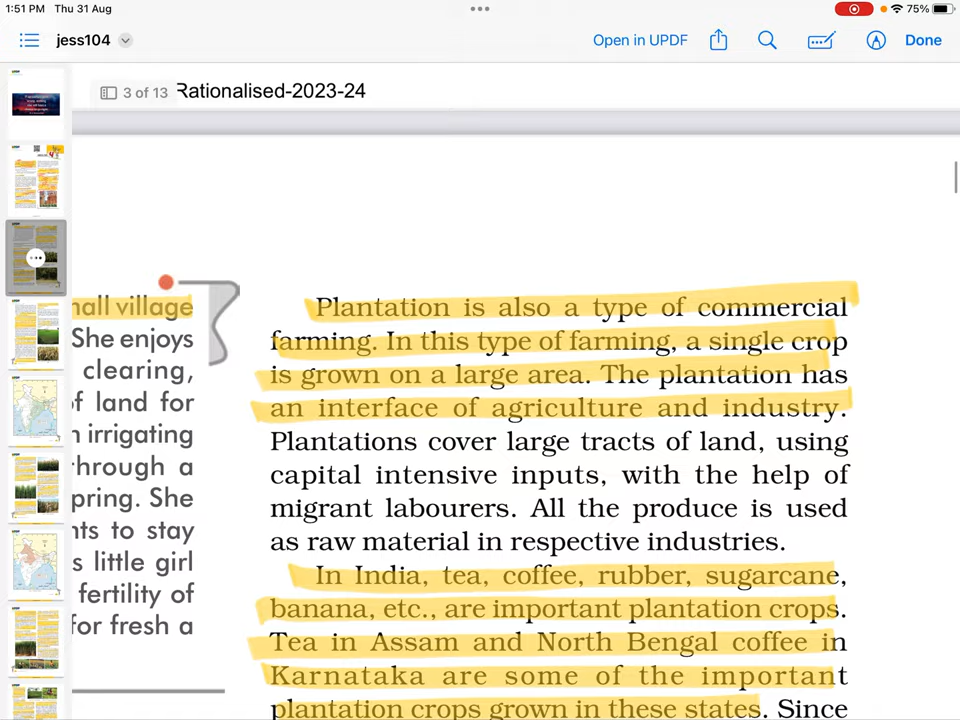 1:51 PM Thu 31 Aug
75%
jess104
Open in UPDF
Done
3 of 13
Rationalised-2023-24
nall village
She enjoys
clearing,
of land for
n irrigating
through a
pring. She
nts to stay
s little girl
fertility of
for fresh a
Plantation is also a type of commercial
farming. In this type of farming, a single crop
is grown on a large area. The plantation has
an interface of agriculture and industry.
Plantations cover large tracts of land, using
capital intensive inputs, with the help of
migrant labourers. All the produce is used
as raw material in respective industries.
In India, tea, coffee, rubber, sugarcane,
banana, etc., are important plantation crops.
Tea in Assam and North Bengal coffee in
Karnataka are some of the important
plantation crops grown in these states. Since